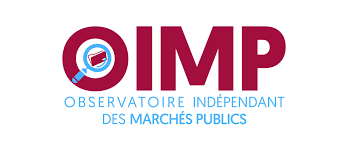 OIMP
OBSERVATOIRE INDÉPENDANT
DES MARCHÉS PUBLICS